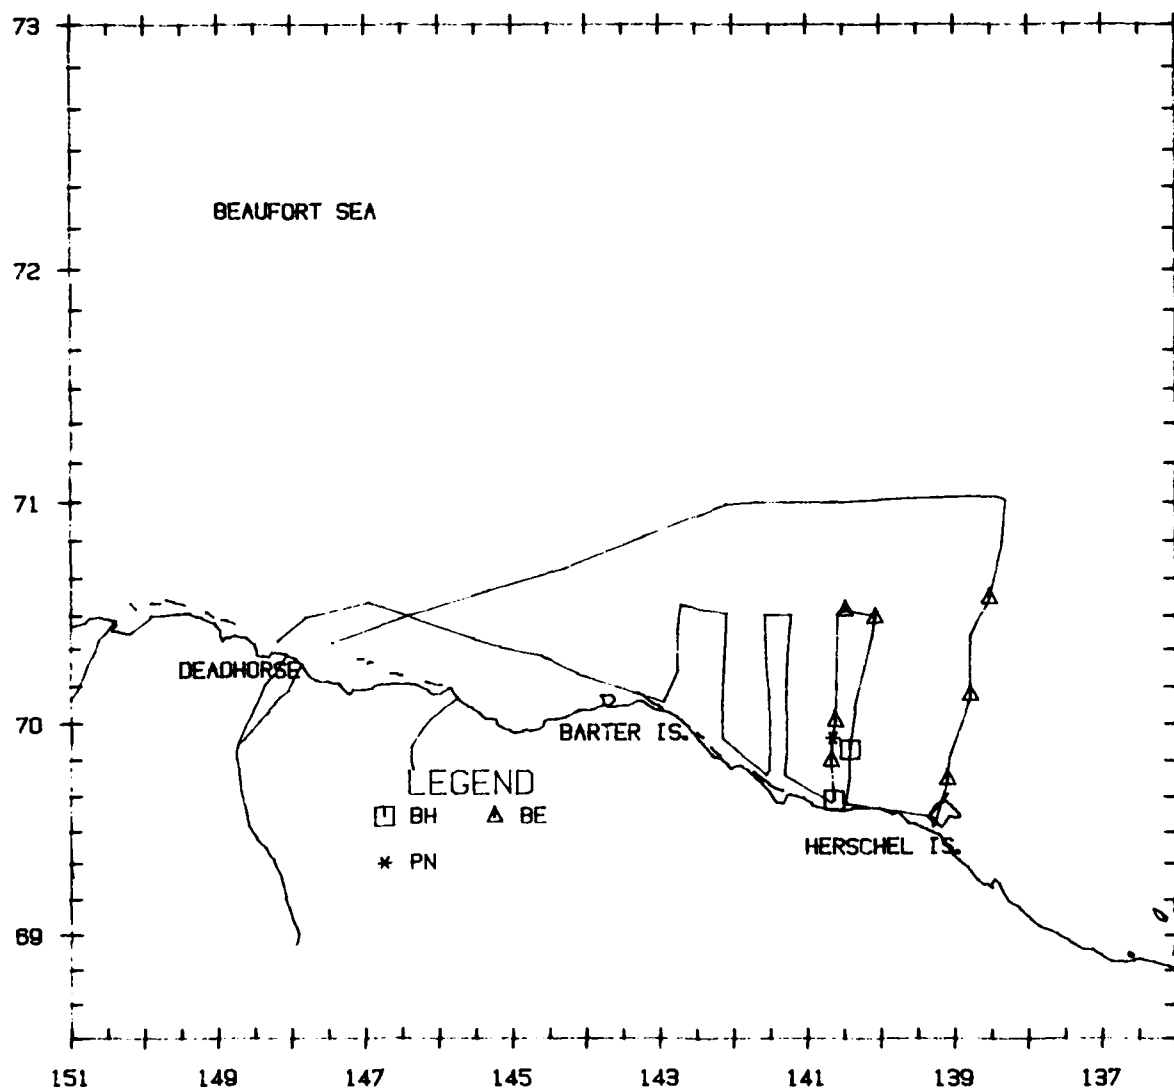 73
BEAUFORT SEA
72
71
DEADHORSE
70
BARTER IS.
LEGEND
BH BE
HERSCHEL IS.
PN
69
151 149 147 145 143 141 139 137